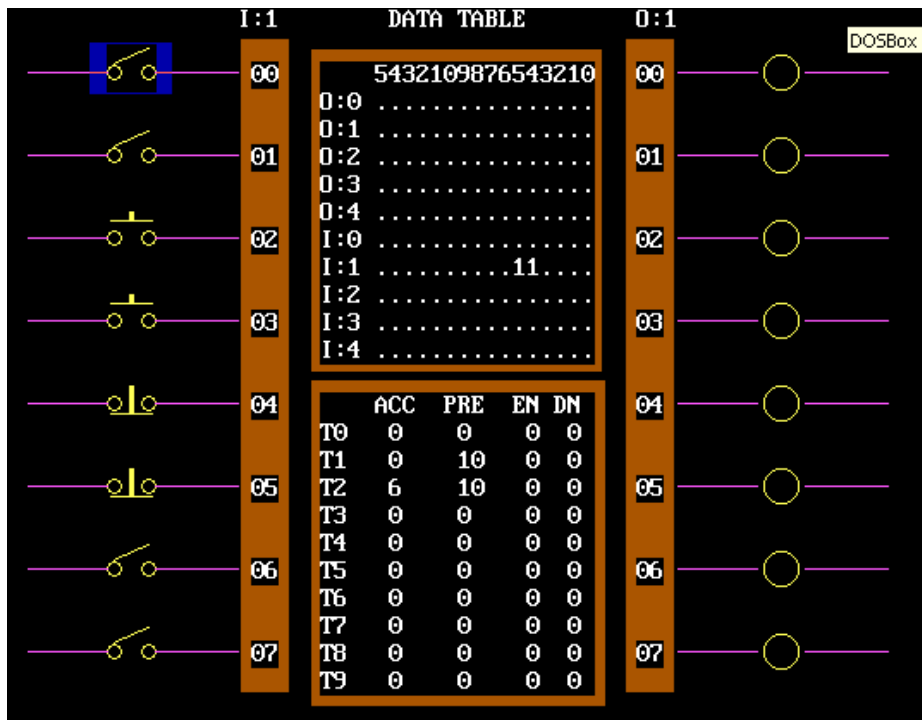 I:1 DATA TABLE O:1
DOSBox
5432109876543210
O:0 ................
O:1 ................
O:2 ................
O:3 ................
O:4 ................
I:0 ................
I:1 ..........11....
I:2 ................
I:3 ................
I:4 ................
ACC PRE EN DN
T0 0 0 0 0
T1 0 10 0 0
T2 6 10 0 0
T3 0 0 0 0
T4 0 0 0 0
T5 0 0 0 0
T6 0 0 0 0
T7 0 0 0 0
T8 0 0 0 0
T9 0 0 0 0
00
01
02
03
04
05
06
07
00
01
02
03
04
05
06
07